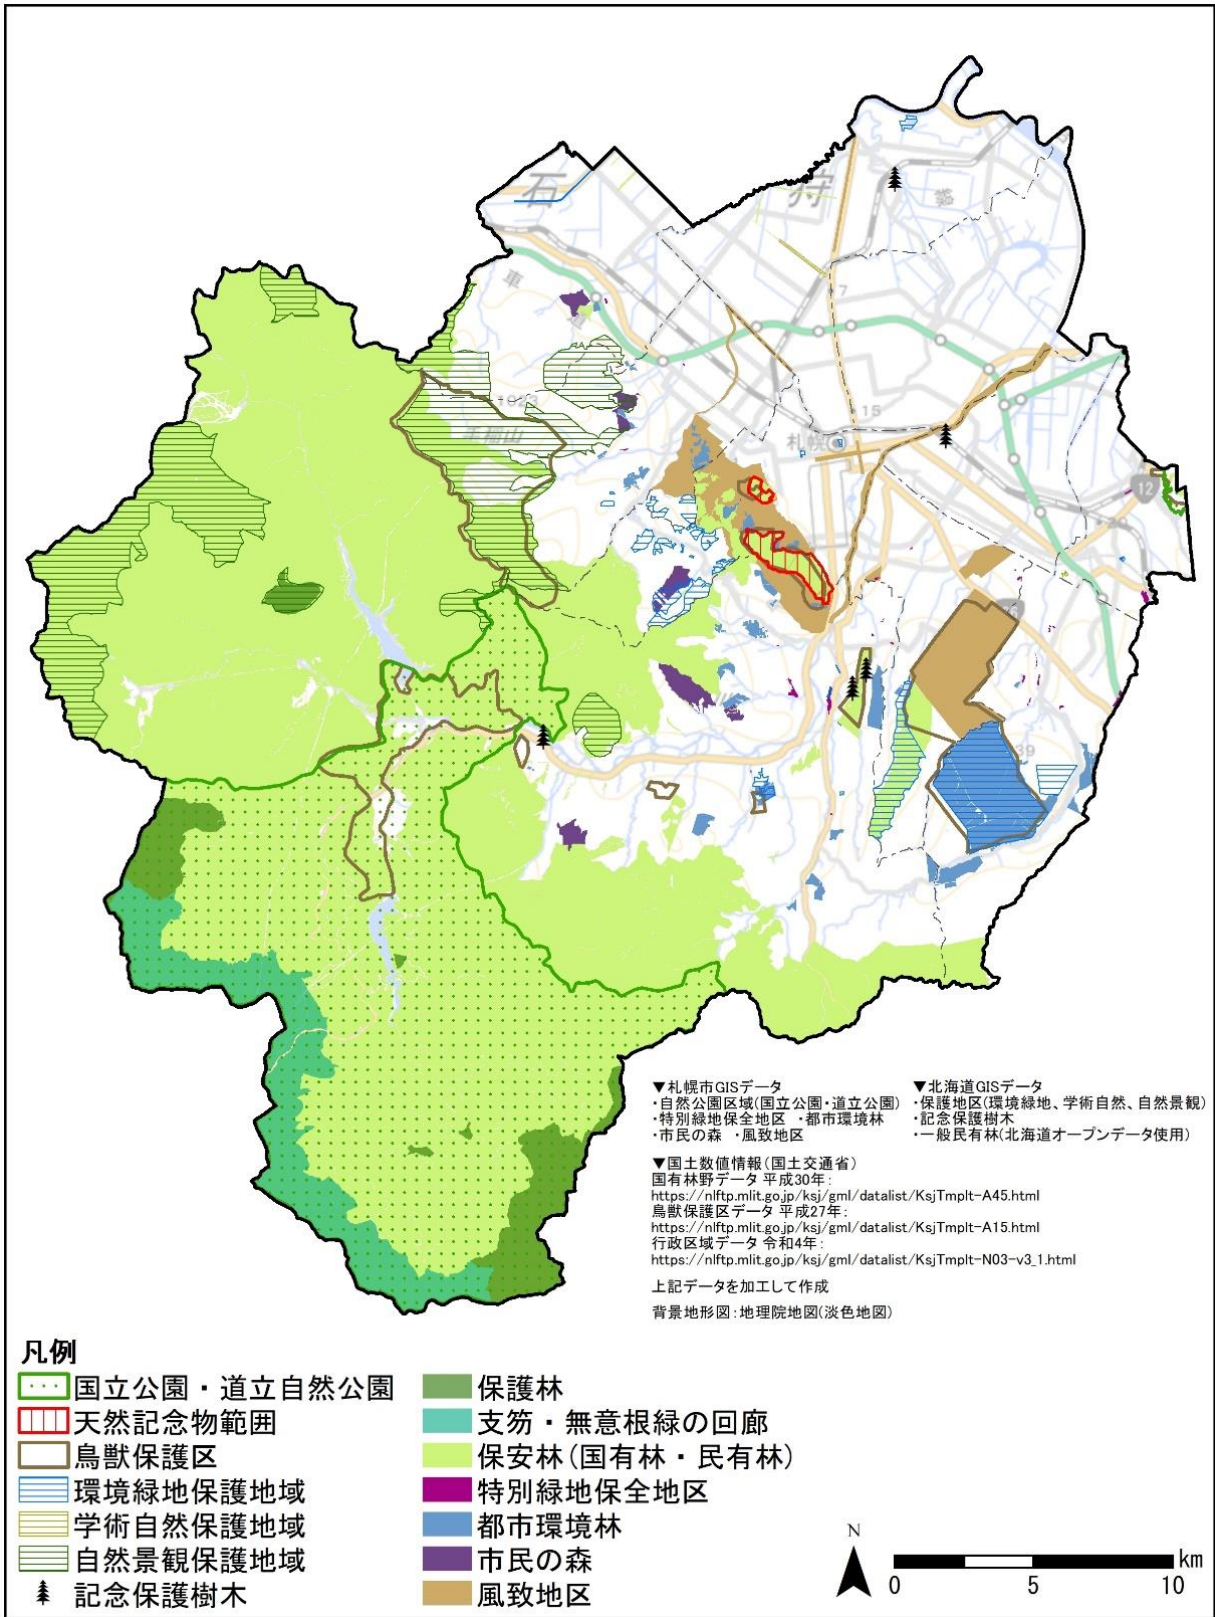 石
狩
車
手稲山
1023
札幌
15
12
39
▼札幌市GISデータ
・自然公園区域(国立公園・道立公園)
・特別緑地保全地区 ・都市環境林
・市民の森 ・風致地区
▼北海道GISデータ
・保護地区(環境緑地、学術自然、自然景観)
・記念保護樹木
・一般民有林(北海道オープンデータ使用)
▼国土数値情報(国土交通省)
国有林野データ 平成30年:
https://nlftp.mlit.go.jp/ksj/gml/datalist/KsjTmplt-A45.html
鳥獣保護区データ 平成27年:
https://nlftp.mlit.go.jp/ksj/gml/datalist/KsjTmplt-A15.html
行政区域データ 令和4年:
https://nlftp.mlit.go.jp/ksj/gml/datalist/KsjTmplt-N03-v3_1.html
上記データを加工して作成
背景地形図:地理院地図(淡色地図)
凡例
国立公園・道立自然公園
天然記念物範囲
鳥獣保護区
環境緑地保護地域
学術自然保護地域
自然景観保護地域
記念保護樹木
保護林
支笏・無意根緑の回廊
保安林(国有林・民有林)
特別緑地保全地区
都市環境林
市民の森
風致地区
N
km
0 5 10